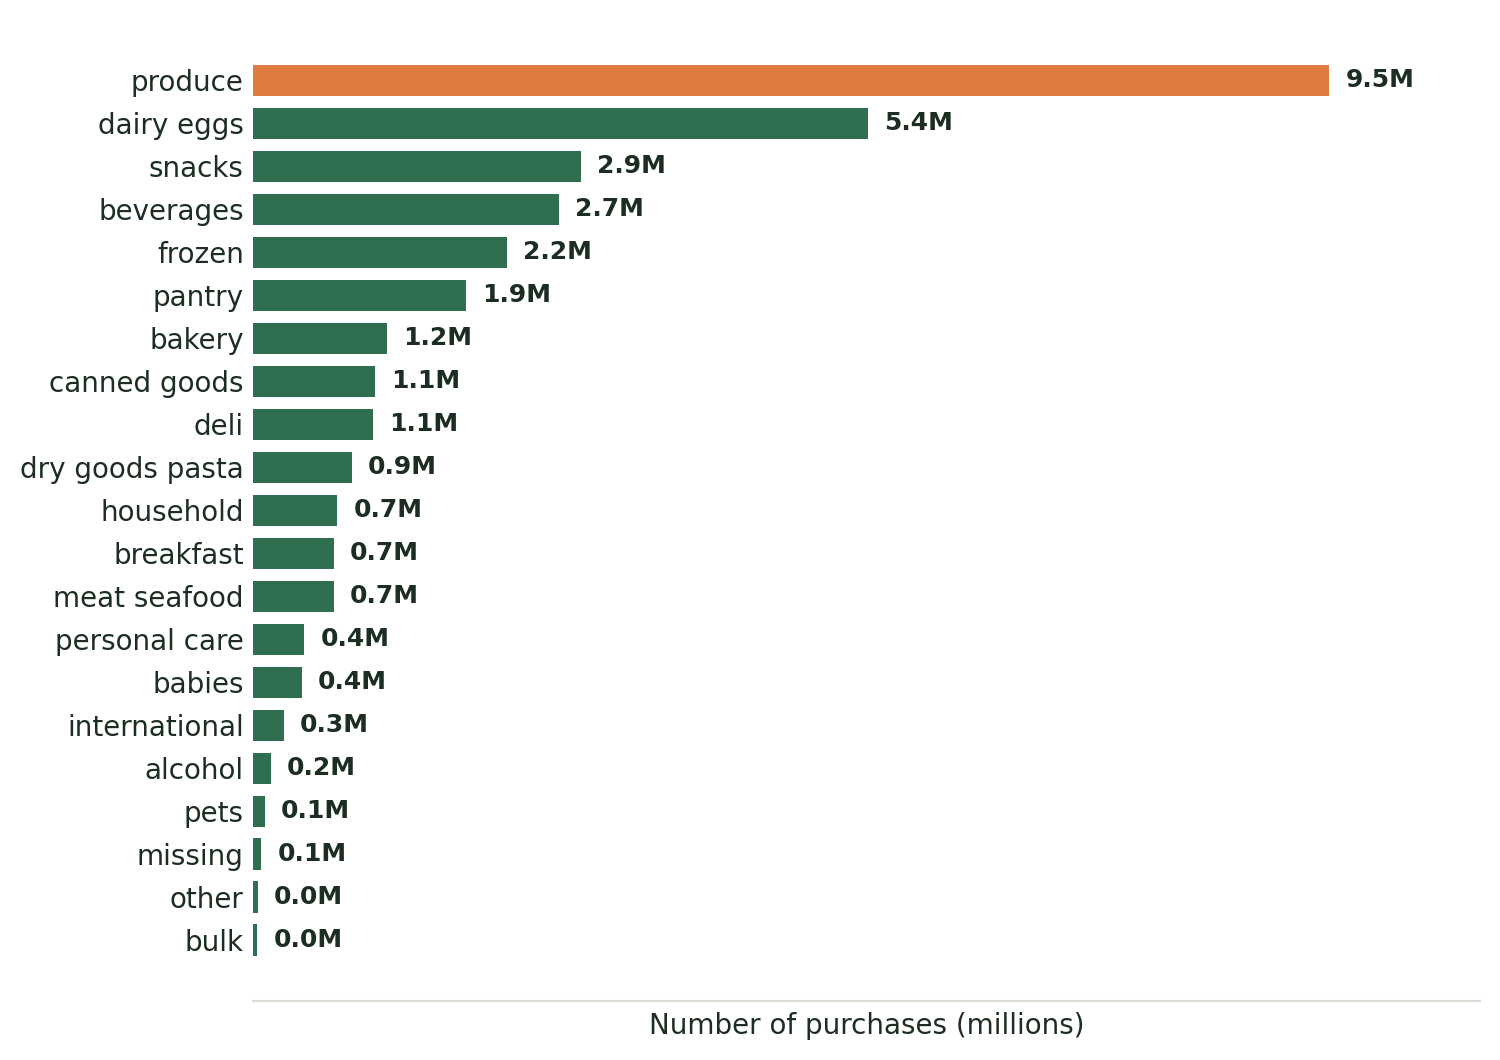 produce 9.5M
dairy eggs 5.4M
snacks 2.9M
beverages 2.7M
frozen 2.2M
pantry 1.9M
bakery 1.2M
canned goods 1.1M
deli 1.1M
dry goods pasta 0.9M
household 0.7M
breakfast 0.7M
meat seafood 0.7M
personal care 0.4M
babies 0.4M
international 0.3M
alcohol 0.2M
pets 0.1M
missing 0.1M
other 0.0M
bulk 0.0M
Number of purchases (millions)